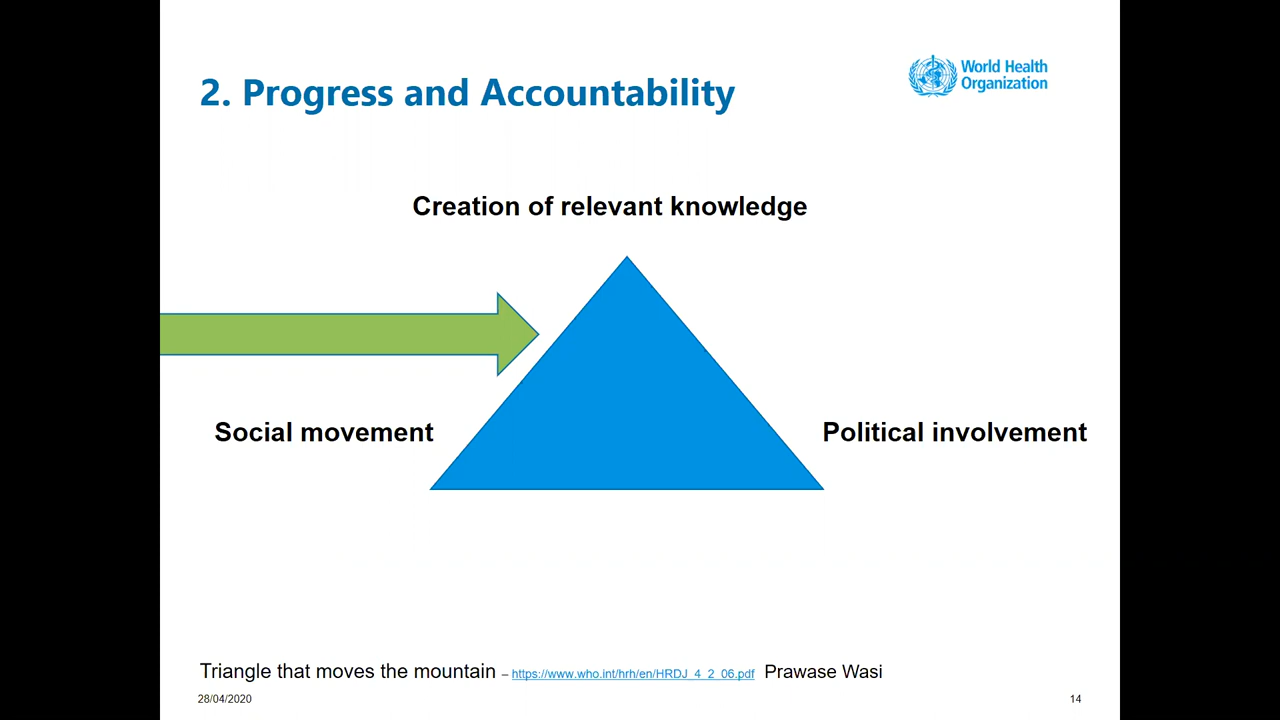 2. Progress and Accountability
World Health
Organization
Creation of relevant knowledge
Social movement
Political involvement
Triangle that moves the mountain – https://www.who.int/hrh/en/HRDJ_4_2_06.pdf Prawase Wasi
28/04/2020
14